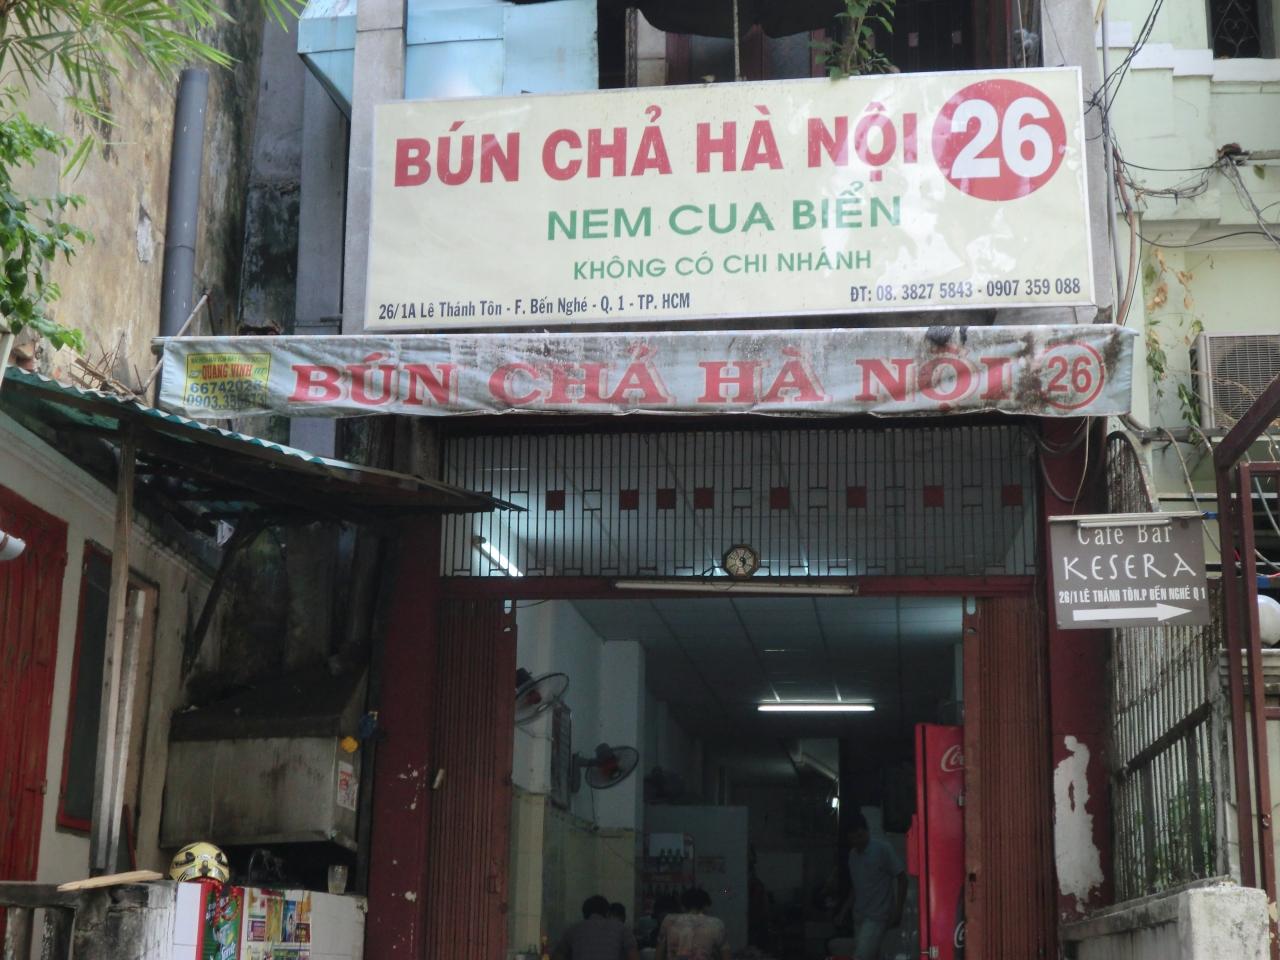 BÚN CHẢ HÀ NỘI 26
NEM CUA BIỂN
KHÔNG CÓ CHI NHÁNH
26/1A Lê Thánh Tôn - F. Bến Nghé - Q. 1 - TP. HCM
ĐT: 08. 3827 5843 - 0907 359 088
QUANG VINH
BÚN CHẢ HÀ NỘI 26
Cafe Bar
KESERA
26/1 LÊ THÁNH TÔN.P BẾN NGHÉ Q 1